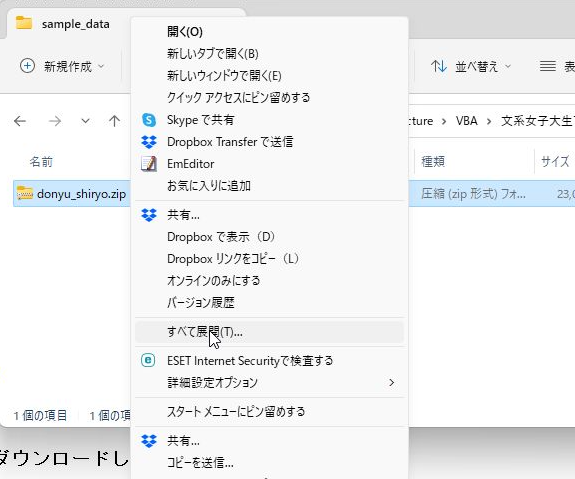 sample_data
新規作成
並べ替え
VBA
文系女子大生
名前
種類
サイズ
donyu_shiryo.zip
圧縮 (zip 形式) フォ...
開く(O)
新しいタブで開く(B)
新しいウィンドウで開く(E)
クイック アクセスにピン留めする
Skype で共有
Dropbox Transfer で送信
EmEditor
お気に入りに追加
共有...
Dropbox で表示（D）
Dropbox リンクをコピー（L）
オンラインのみにする
バージョン履歴
すべて展開(T)...
ESET Internet Securityで検査する
詳細設定オプション
スタート メニューにピン留めする
共有...
コピーを送信...
1 個の項目
1 個の
ダウンロードし